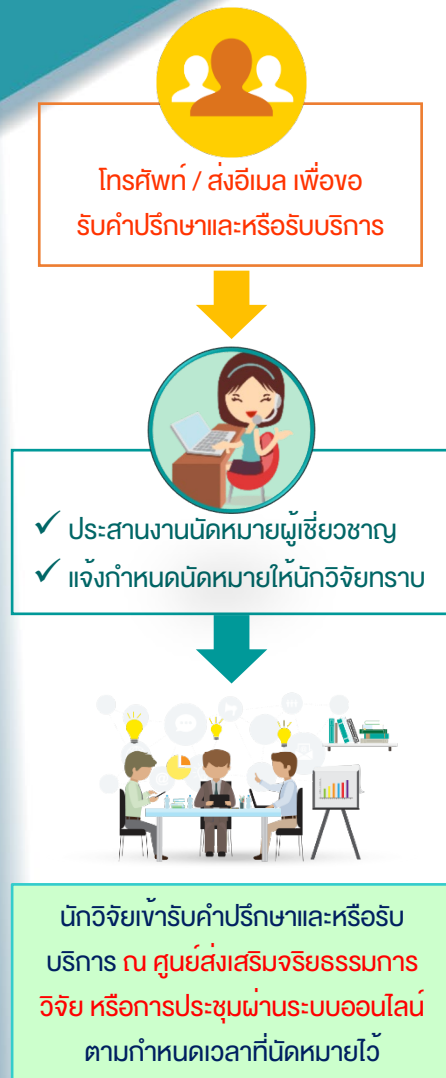 โทรศัพท์ / ส่งอีเมล เพื่อขอ
รับคำปรึกษาและหรือรับบริการ
✓ ประสานงานนัดหมายผู้เชี่ยวชาญ
✓ แจ้งกำหนดนัดหมายให้นักวิจัยทราบ
นักวิจัยเข้ารับคำปรึกษาและหรือรับ
บริการ ณ ศูนย์ส่งเสริมจริยธรรมการ
วิจัย หรือการประชุมผ่านระบบออนไลน์
ตามกำหนดเวลาที่นัดหมายไว้